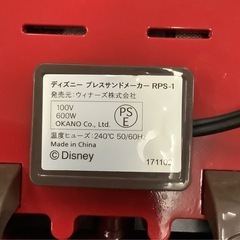 ディズニー プレスサンドメーカー RPS-1
発売元:ウィナーズ株式会社
100V
600W
OKANO Co., Ltd.
PS
E
温度ヒューズ:240℃ 50/60Hz
Made in China
© Disney